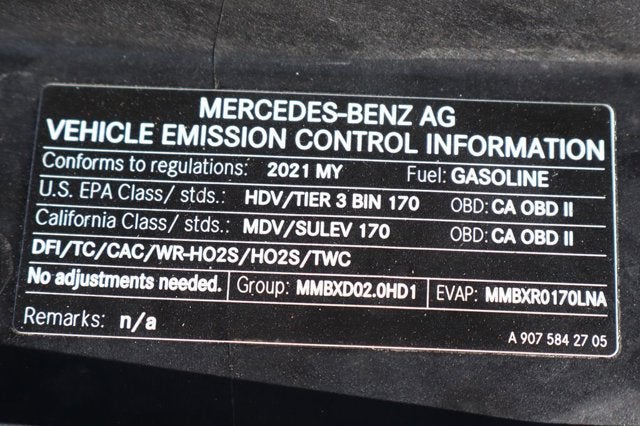 MERCEDES-BENZ AG
VEHICLE EMISSION CONTROL INFORMATION
Conforms to regulations: 2021 MY Fuel: GASOLINE
U.S. EPA Class/ stds.: HDV/TIER 3 BIN 170 OBD: CA OBD II
California Class/ stds.: MDV/SULEV 170 OBD: CA OBD II
DFI/TC/CAC/WR-HO2S/HO2S/TWC
No adjustments needed. Group: MMBXD02.0HD1 EVAP: MMBXR0170LNA
Remarks: n/a
A 907 584 27 05